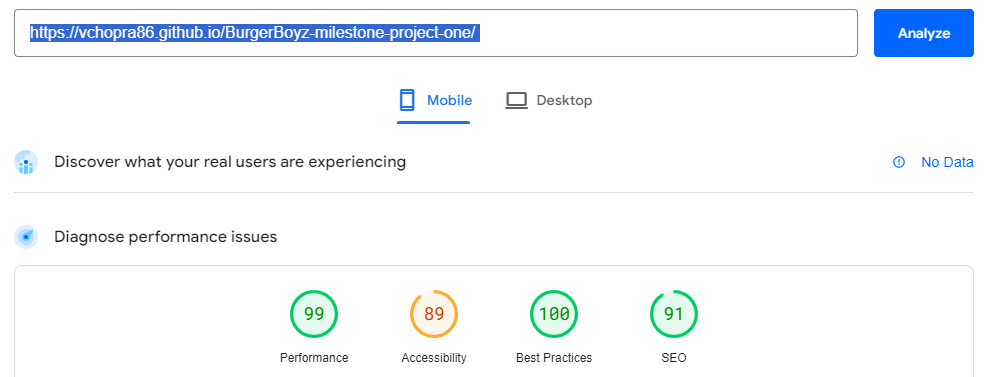 https://vchopra86.github.io/BurgerBoyz-milestone-project-one/ Analyze
Mobile Desktop
Discover what your real users are experiencing No Data
Diagnose performance issues
99 89 100 91
Performance Accessibility Best Practices SEO